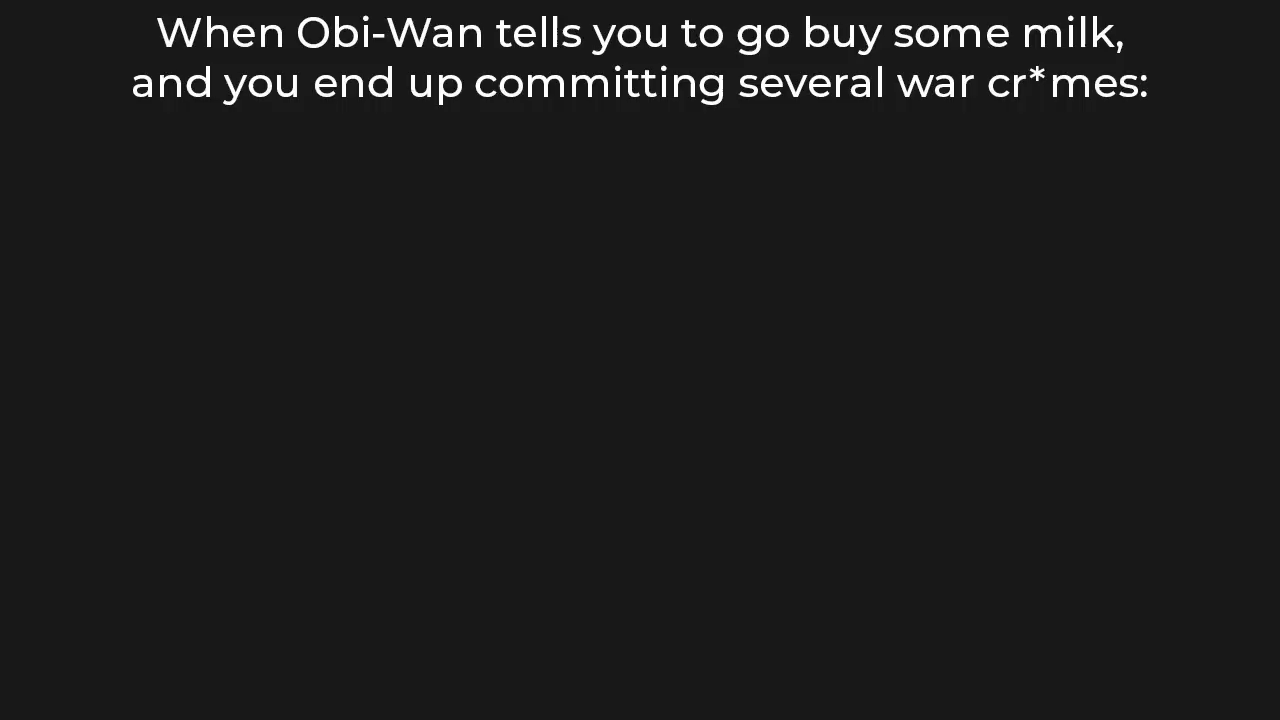 When Obi-Wan tells you to go buy some milk,
and you end up committing several war cr*mes: